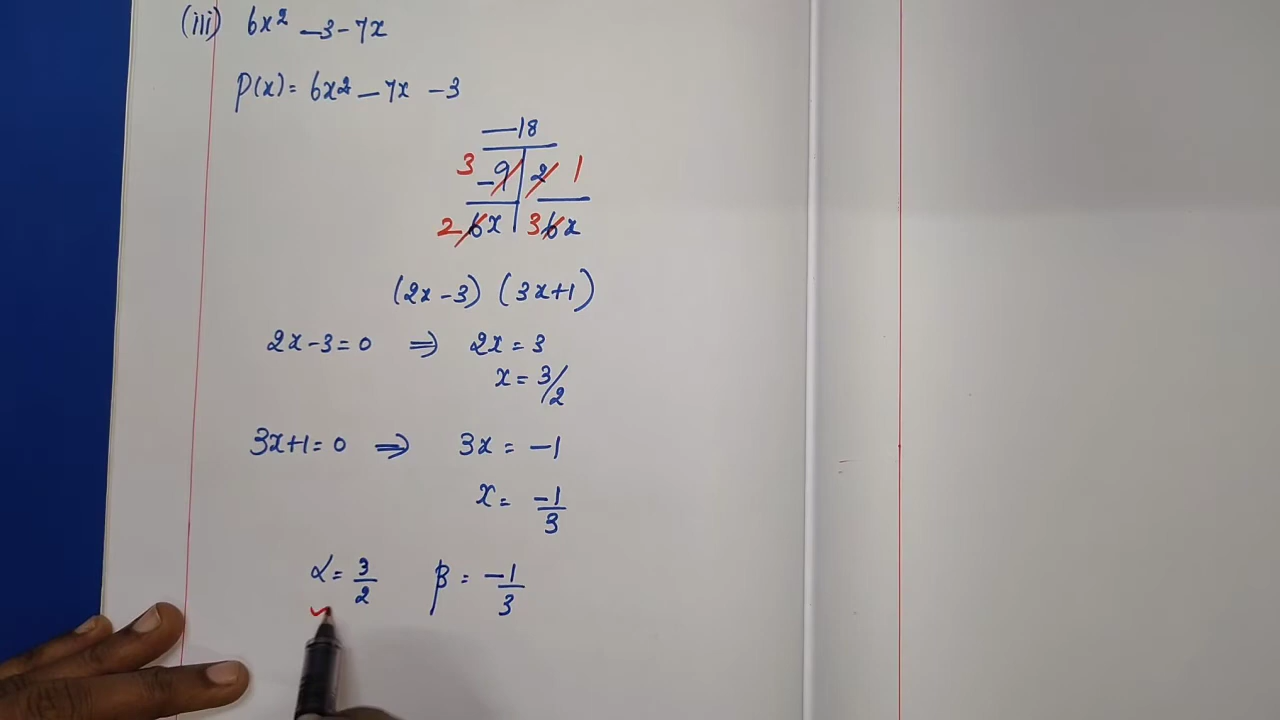 (iii) 6x² -3-7x
p(x) = 6x² - 7x - 3
-18
3 -9 | 2 1
2 6x | 3 6x
(2x-3) (3x+1)
2x-3=0 ⇒ 2x = 3
x = 3/2
3x+1=0 ⇒ 3x = -1
x = -1/3
α = 3/2 β = -1/3